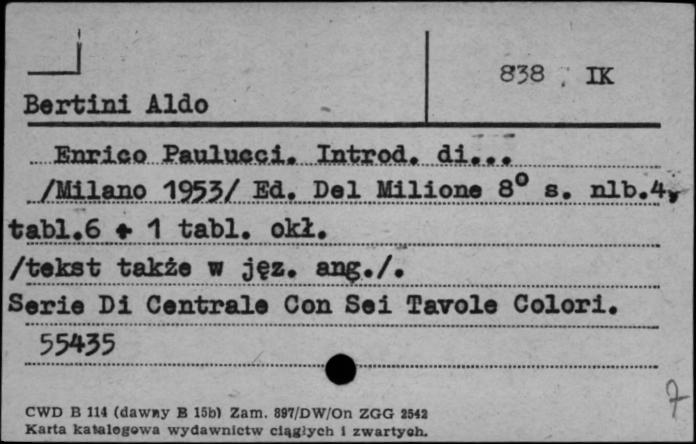 838 IK
Bertini Aldo
Enrico Paulucci. Introd. di...
/Milano 1953/ Ed. Del Milione 8° s. nlb.4,
tabl.6 + 1 tabl. okł.
/tekst także w jęz. ang./.
Serie Di Centrale Con Sei Tavole Colori.
55435
7
CWD B 114 (dawny B 15b) Zam. 897/DW/On ZGG 2542
Karta katalogowa wydawnictw ciągłych i zwartych.